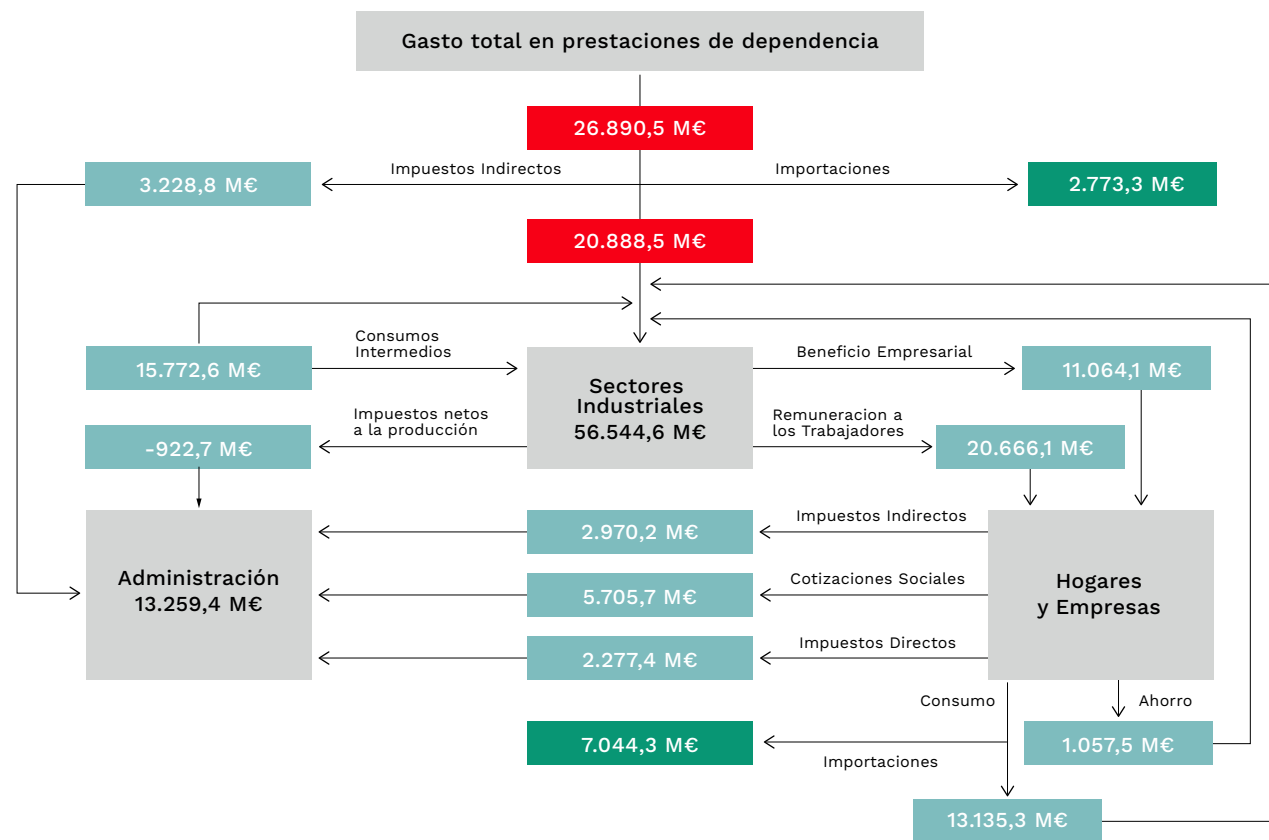 Gasto total en prestaciones de dependencia
26.890,5 M€
Impuestos Indirectos
Importaciones
3.228,8 M€
2.773,3 M€
20.888,5 M€
Consumos
Intermedios
Beneficio Empresarial
15.772,6 M€
Sectores
Industriales
56.544,6 M€
11.064,1 M€
Impuestos netos
a la producción
Remuneracion a
los Trabajadores
-922,7 M€
20.666,1 M€
Impuestos Indirectos
2.970,2 M€
Administración
13.259,4 M€
Cotizaciones Sociales
5.705,7 M€
Hogares
y Empresas
Impuestos Directos
2.277,4 M€
Consumo
Ahorro
7.044,3 M€
1.057,5 M€
Importaciones
13.135,3 M€